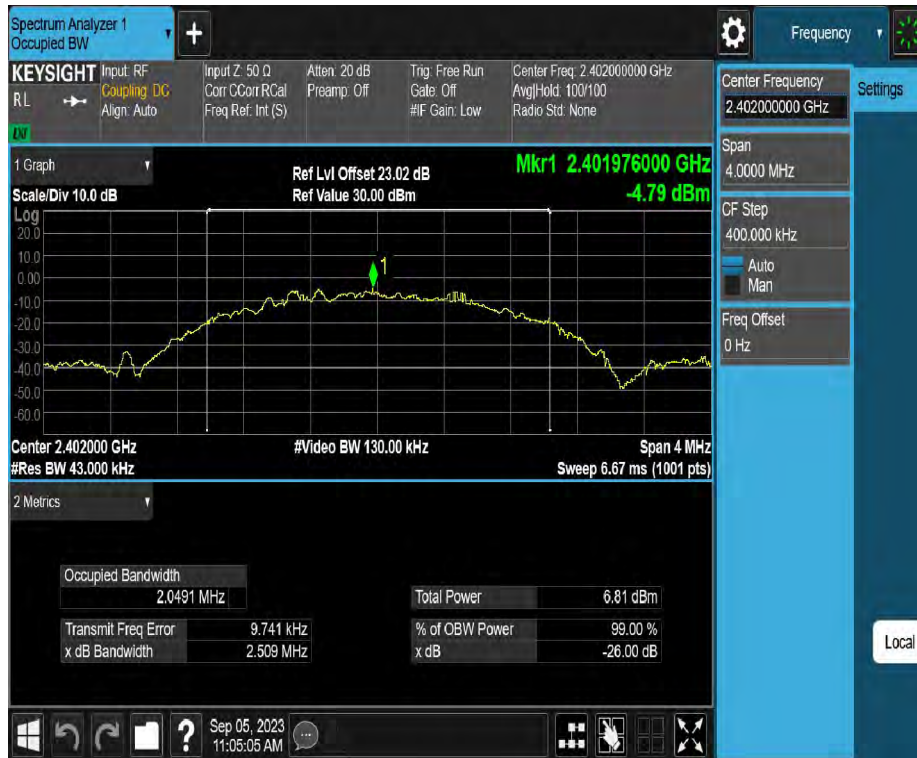 Spectrum Analyzer 1
Occupied BW
+
Frequency
KEYSIGHT
RL
Input: RF
Coupling: DC
Align: Auto
Input Z: 50 Ω
Corr CCorr RCal
Freq Ref: Int (S)
Atten: 20 dB
Preamp: Off
Trig: Free Run
Gate: Off
#IF Gain: Low
Center Freq: 2.402000000 GHz
Avg|Hold: 100/100
Radio Std: None
Center Frequency
2.402000000 GHz
Settings
Span
4.0000 MHz
CF Step
400.000 kHz
Auto
Man
Freq Offset
0 Hz
1 Graph
Scale/Div 10.0 dB
Ref Lvl Offset 23.02 dB
Ref Value 30.00 dBm
Mkr1 2.401976000 GHz
-4.79 dBm
Log
20.0
10.0
0.00
-10.0
-20.0
-30.0
-40.0
-50.0
-60.0
1
Center 2.402000 GHz
#Video BW 130.00 kHz
Span 4 MHz
#Res BW 43.000 kHz
Sweep 6.67 ms (1001 pts)
2 Metrics
Occupied Bandwidth
2.0491 MHz
Total Power 6.81 dBm
Transmit Freq Error 9.741 kHz
% of OBW Power 99.00 %
x dB Bandwidth 2.509 MHz
x dB -26.00 dB
Local
?
Sep 05, 2023
11:05:05 AM